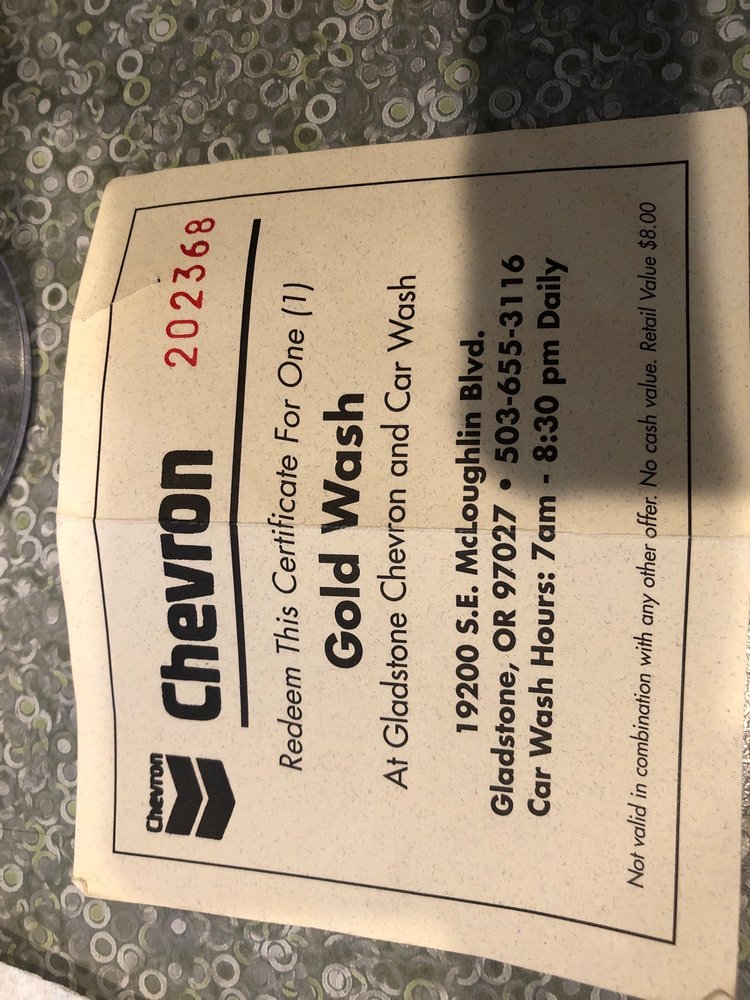 Chevron
Chevron 202368
Redeem This Certificate For One (1)
Gold Wash
At Gladstone Chevron and Car Wash
19200 S.E. McLoughlin Blvd.
Gladstone, OR 97027 • 503-655-3116
Car Wash Hours: 7am - 8:30 pm Daily
Not valid in combination with any other offer. No cash value. Retail Value $8.00